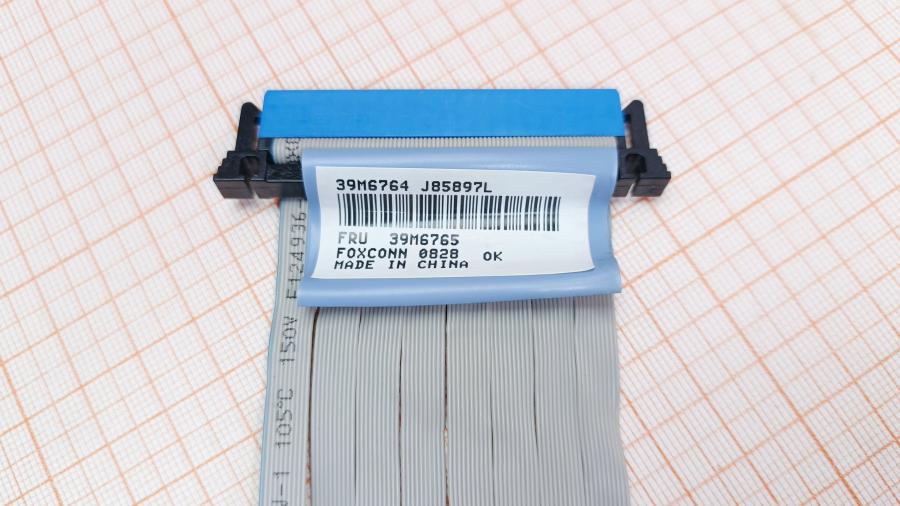 39M6764 J85897L
FRU 39M6765
FOXCONN 0828 OK
MADE IN CHINA
105°C 150V E124936-